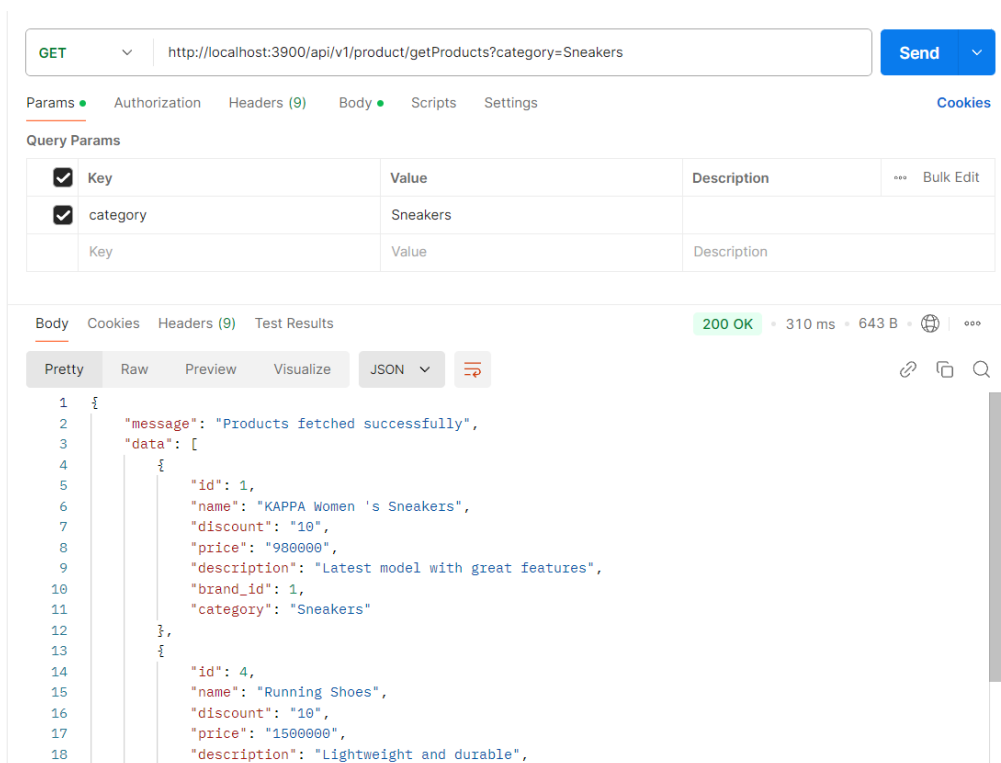 GET http://localhost:3900/api/v1/product/getProducts?category=Sneakers Send
Params Authorization Headers (9) Body Scripts Settings Cookies
Query Params
Key Value Description ooo Bulk Edit
category Sneakers
Key Value Description
Body Cookies Headers (9) Test Results 200 OK 310 ms 643 B ooo
Pretty Raw Preview Visualize JSON
1 {
2 "message": "Products fetched successfully",
3 "data": [
4 {
5 "id": 1,
6 "name": "KAPPA Women 's Sneakers",
7 "discount": "10",
8 "price": "980000",
9 "description": "Latest model with great features",
10 "brand_id": 1,
11 "category": "Sneakers"
12 },
13 {
14 "id": 4,
15 "name": "Running Shoes",
16 "discount": "10",
17 "price": "1500000",
18 "description": "Lightweight and durable",